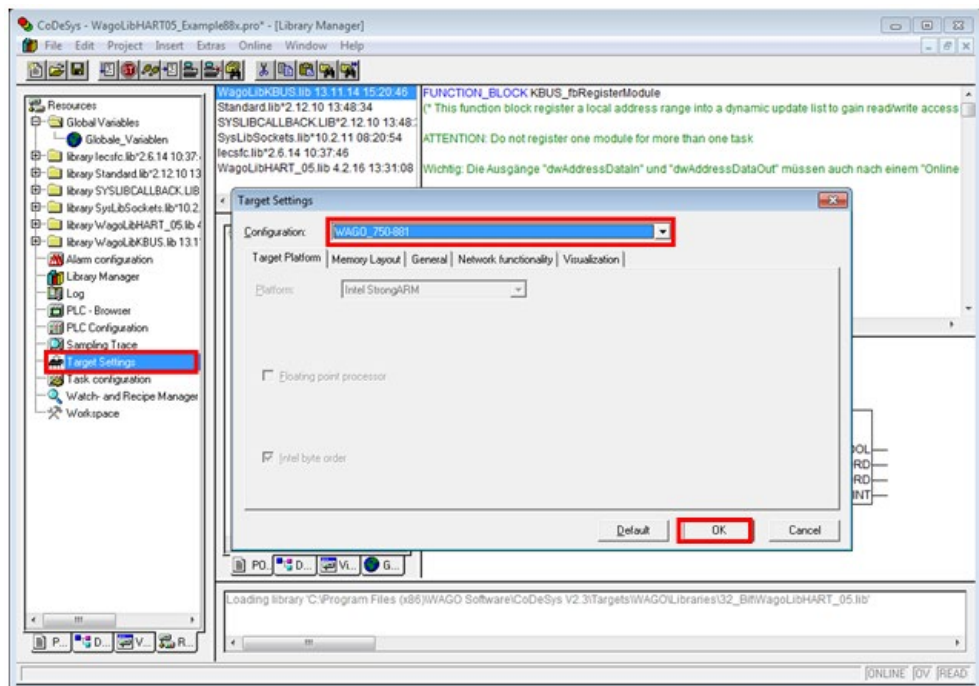 CoDeSys - WagoLibHART05_Example88x.pro* - [Library Manager]
File Edit Project Insert Extras Online Window Help
Resources
Global Variables
Globale_Variablen
library Iecsfc.lib*2.6.14 10:37:
library Standard.lib*2.12.10 13
library SYSLIBCALLBACK.LIB
library SysLibSockets.lib*10.2
library WagoLibHART_05.lib 4
library WagoLibKBUS.lib 13.1
Alarm configuration
Library Manager
Log
PLC - Browser
PLC Configuration
Sampling Trace
Target Settings
Task configuration
Watch- and Recipe Manager
Workspace
P...
D...
V...
R...
WagoLibKBUS.lib 13.11.14 15:20:46
Standard.lib*2.12.10 13:48:34
SYSLIBCALLBACK.LIB*2.12.10 13:48:
SysLibSockets.lib*10.2.11 08:20:54
Iecsfc.lib*2.6.14 10:37:46
WagoLibHART_05.lib 4.2.16 13:31:08
FUNCTION_BLOCK KBUS_fbRegisterModule
(* This function block register a local address range into a dynamic update list to gain read/write access
ATTENTION: Do not register one module for more than one task
Wichtig: Die Ausgänge "dwAddressDataIn" und "dwAddressDataOut" müssen auch nach einem "Online
Target Settings
Configuration: WAGO_750-881
Target Platform Memory Layout General Network functionality Visualization
Platform: Intel StrongARM
Floating point processor
Intel byte order
Default OK Cancel
OOL
RD
RD
INT
PO... D... Vi... G...
Loading library 'C:\Program Files (x86)\WAGO Software\CoDeSys V2.3\Targets\WAGO\Libraries\32_Bit\WagoLibHART_05.lib'
ONLINE OV READ